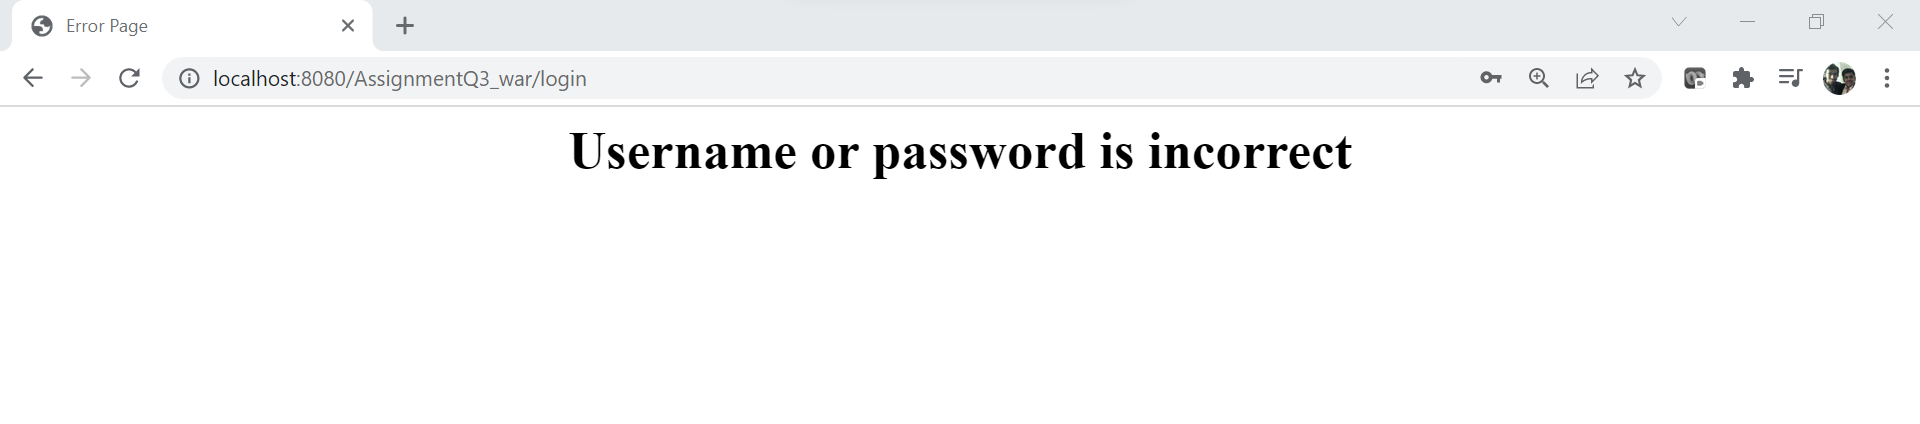 Error Page
localhost:8080/AssignmentQ3_war/login
Username or password is incorrect